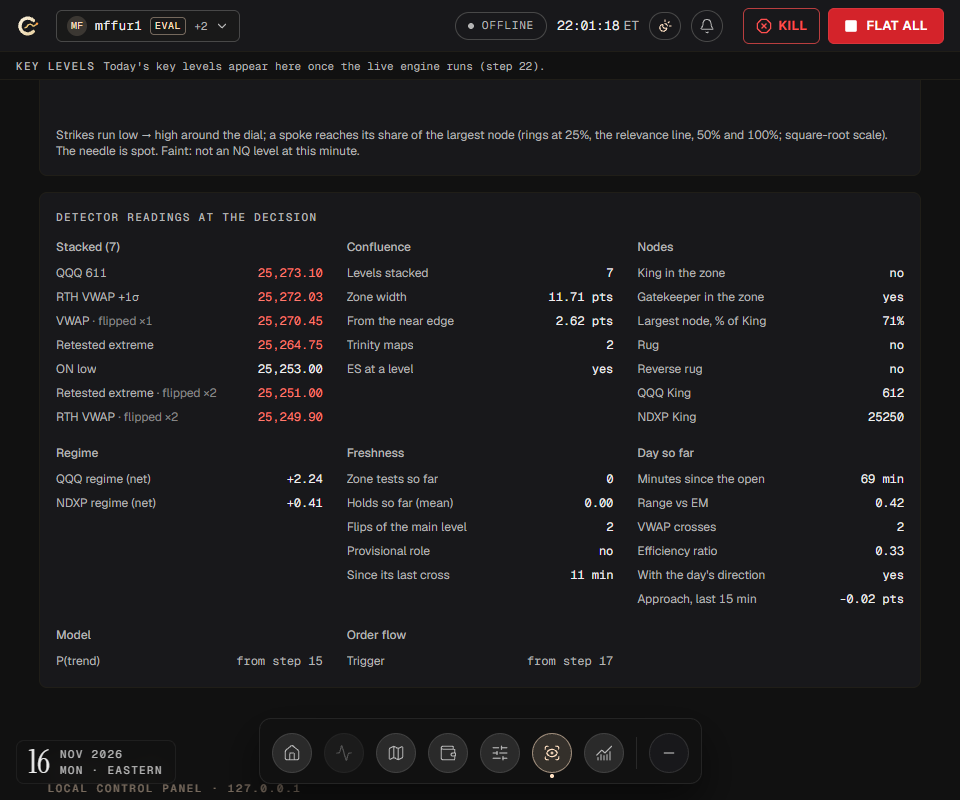 MF mffur1 EVAL +2 OFFLINE 22:01:18 ET KILL FLAT ALL
KEY LEVELS Today's key levels appear here once the live engine runs (step 22).
Strikes run low → high around the dial; a spoke reaches its share of the largest node (rings at 25%, the relevance line, 50% and 100%; square-root scale).
The needle is spot. Faint: not an NQ level at this minute.
DETECTOR READINGS AT THE DECISION
Stacked (7)
QQQ 611 25,273.10
RTH VWAP +1σ 25,272.03
VWAP · flipped ×1 25,270.45
Retested extreme 25,264.75
ON low 25,253.00
Retested extreme · flipped ×2 25,251.00
RTH VWAP · flipped ×2 25,249.90
Confluence
Levels stacked 7
Zone width 11.71 pts
From the near edge 2.62 pts
Trinity maps 2
ES at a level yes
Nodes
King in the zone no
Gatekeeper in the zone yes
Largest node, % of King 71%
Rug no
Reverse rug no
QQQ King 612
NDXP King 25250
Regime
QQQ regime (net) +2.24
NDXP regime (net) +0.41
Freshness
Zone tests so far 0
Holds so far (mean) 0.00
Flips of the main level 2
Provisional role no
Since its last cross 11 min
Day so far
Minutes since the open 69 min
Range vs EM 0.42
VWAP crosses 2
Efficiency ratio 0.33
With the day's direction yes
Approach, last 15 min -0.02 pts
Model
P(trend) from step 15
Order flow
Trigger from step 17
16 NOV 2026
MON · EASTERN
LOCAL CONTROL PANEL · 127.0.0.1